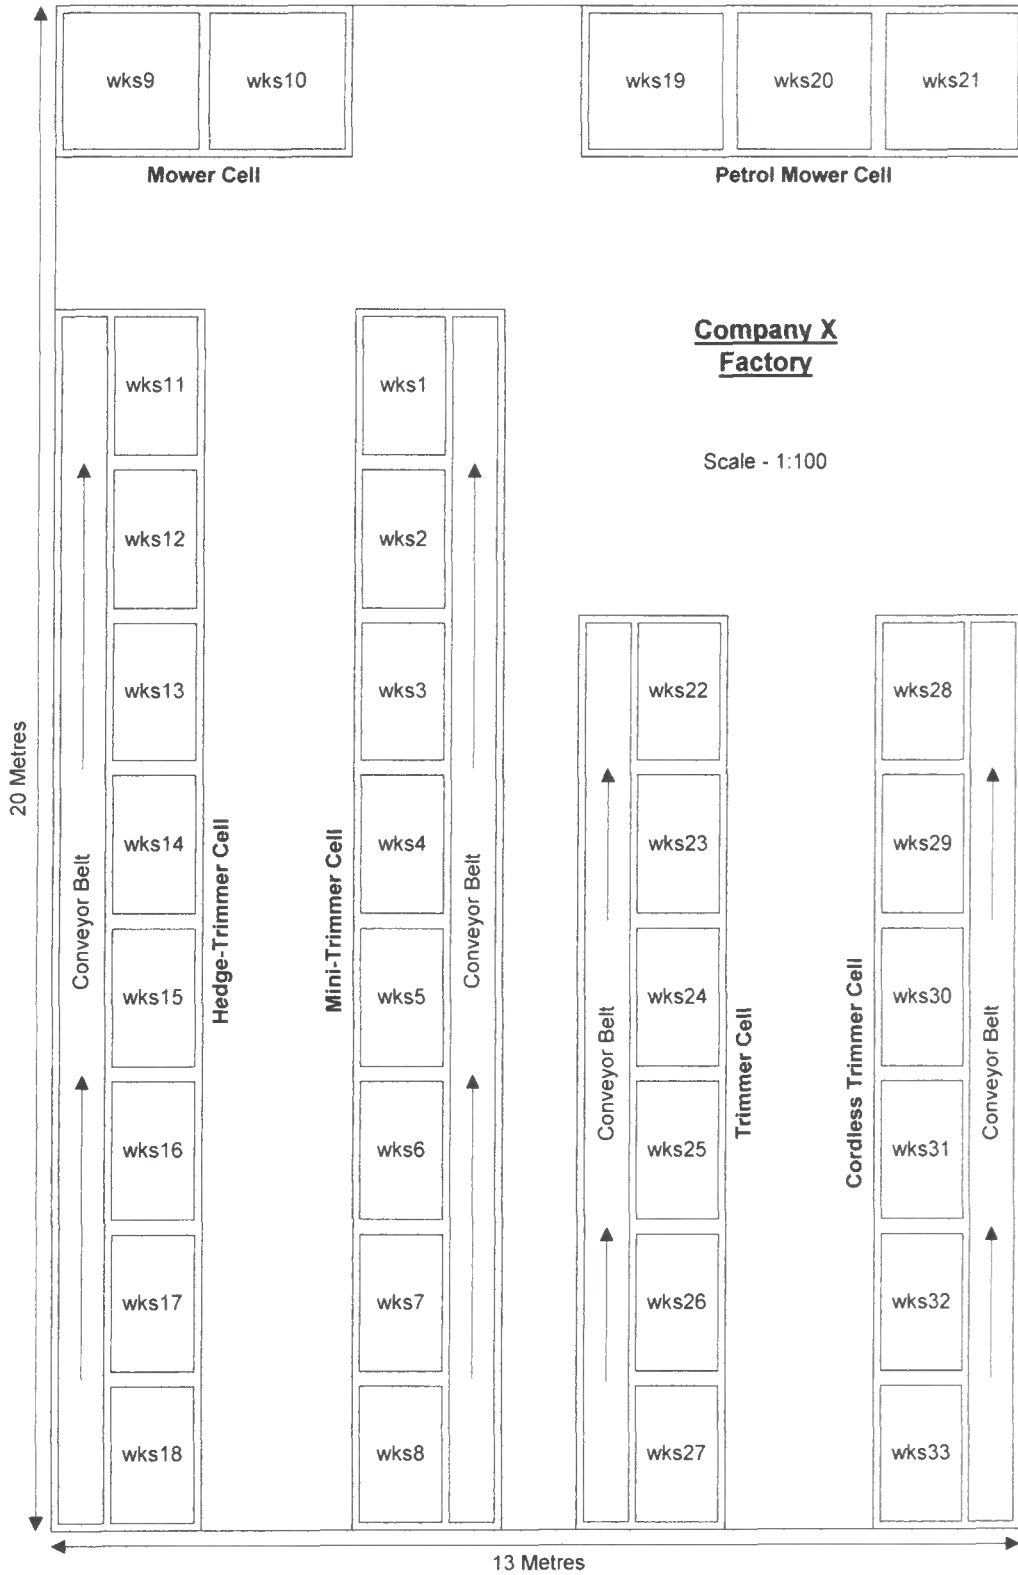 wks9
wks10
wks19
wks20
wks21
Mower Cell
Petrol Mower Cell
Company X
Factory
Scale - 1:100
wks11
wks12
wks13
wks14
wks15
wks16
wks17
wks18
Conveyor Belt
Hedge-Trimmer Cell
wks1
wks2
wks3
wks4
wks5
wks6
wks7
wks8
Mini-Trimmer Cell
Conveyor Belt
wks22
wks23
wks24
wks25
wks26
wks27
Conveyor Belt
Trimmer Cell
wks28
wks29
wks30
wks31
wks32
wks33
Cordless Trimmer Cell
Conveyor Belt
20 Metres
13 Metres